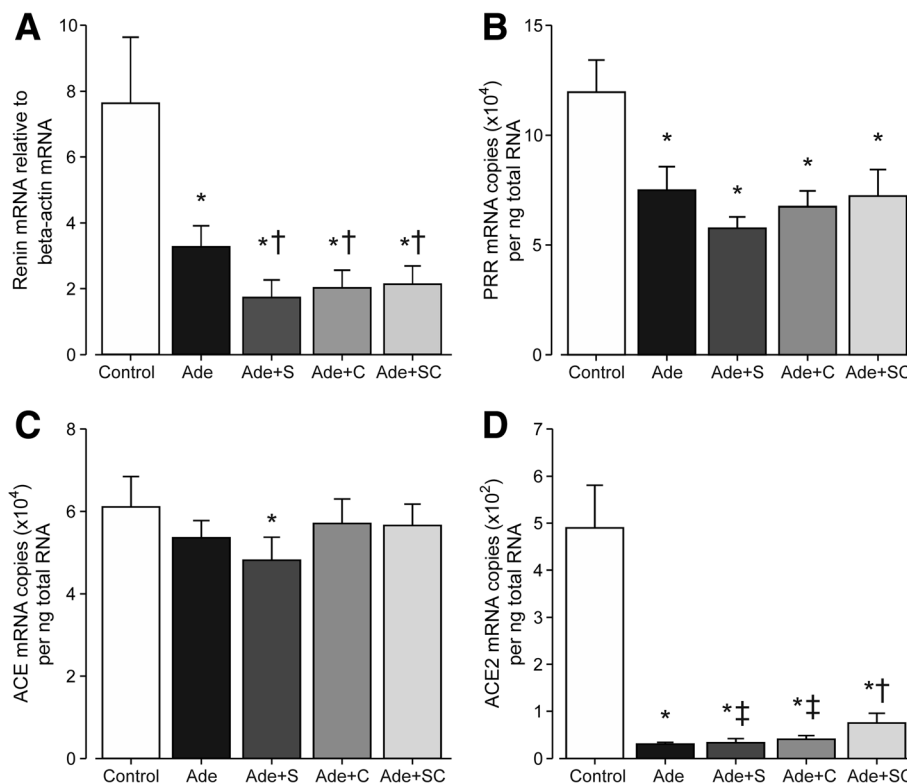 A
Renin mRNA relative to
beta-actin mRNA
10
8
6
4
2
0
*
*†
*†
*†
Control Ade Ade+S Ade+C Ade+SC
B
PRR mRNA copies (x10⁴)
per ng total RNA
15
10
5
0
*
*
*
*
Control Ade Ade+S Ade+C Ade+SC
C
ACE mRNA copies (x10⁴)
per ng total RNA
8
6
4
2
0
*
Control Ade Ade+S Ade+C Ade+SC
D
ACE2 mRNA copies (x10²)
per ng total RNA
7
6
5
4
3
2
1
0
*
*‡
*‡
*†
Control Ade Ade+S Ade+C Ade+SC